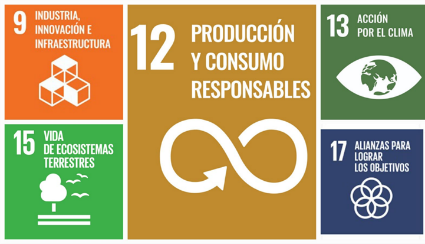 9 INDUSTRIA,
INNOVACIÓN E
INFRAESTRUCTURA
12 PRODUCCIÓN
Y CONSUMO
RESPONSABLES
13 ACCIÓN
POR EL CLIMA
15 VIDA
DE ECOSISTEMAS
TERRESTRES
17 ALIANZAS PARA
LOGRAR
LOS OBJETIVOS